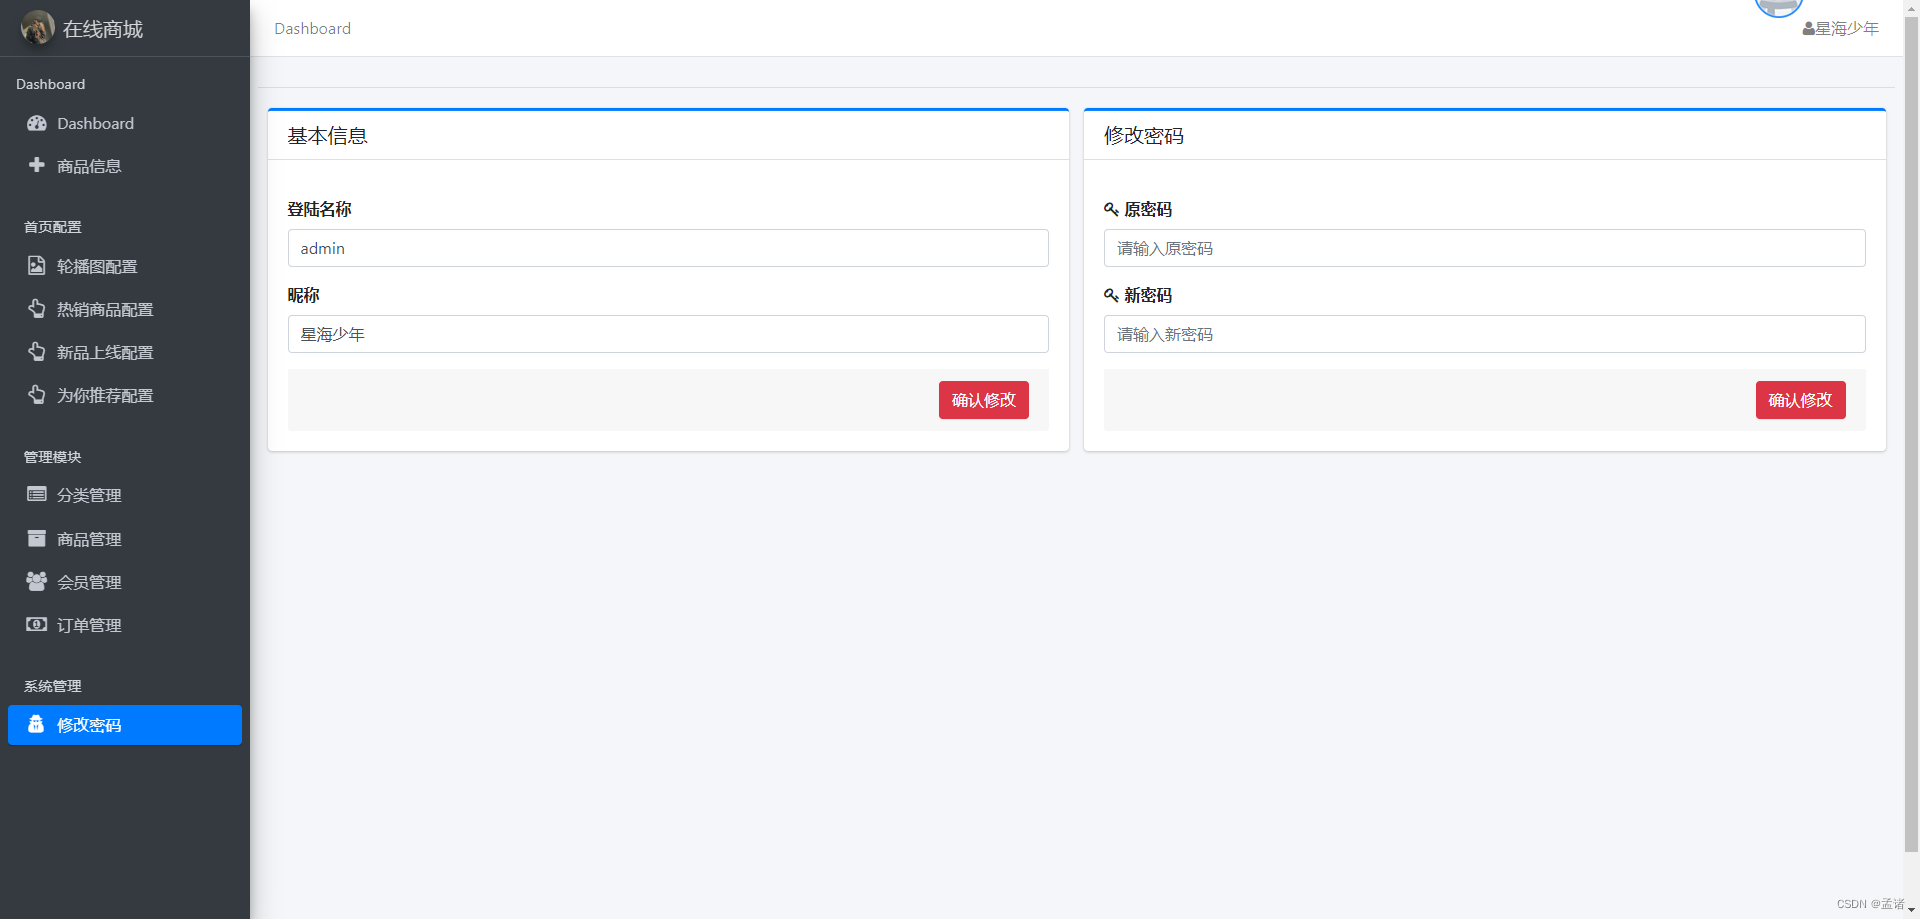 在线商城
Dashboard
星海少年
Dashboard
Dashboard
商品信息
首页配置
轮播图配置
热销商品配置
新品上线配置
为你推荐配置
管理模块
分类管理
商品管理
会员管理
订单管理
系统管理
修改密码
基本信息
登陆名称
admin
昵称
星海少年
确认修改
修改密码
原密码
请输入原密码
新密码
请输入新密码
确认修改
CSDN @孟诸